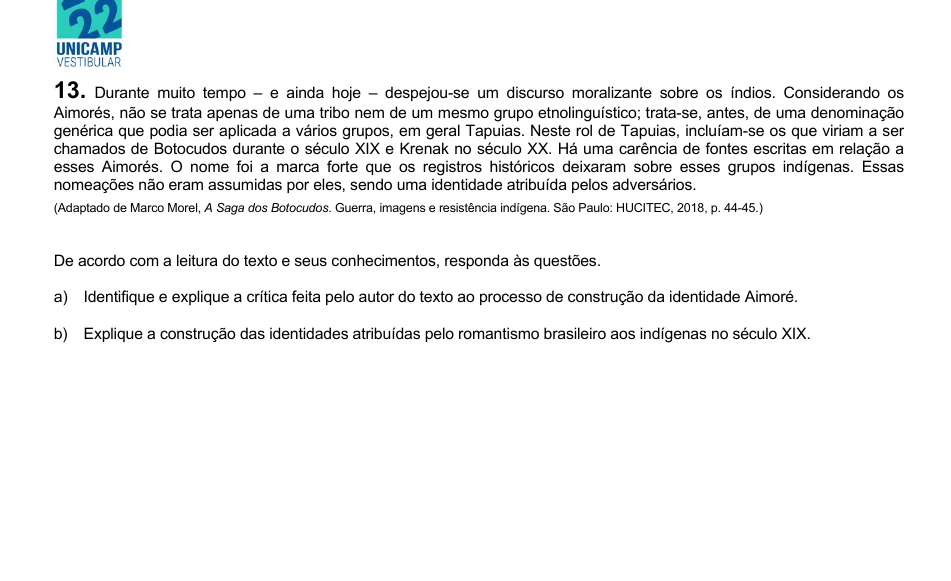 22
UNICAMP
VESTIBULAR
13. Durante muito tempo – e ainda hoje – despejou-se um discurso moralizante sobre os índios. Considerando os
Aimorés, não se trata apenas de uma tribo nem de um mesmo grupo etnolinguístico; trata-se, antes, de uma denominação
genérica que podia ser aplicada a vários grupos, em geral Tapuias. Neste rol de Tapuias, incluíam-se os que viriam a ser
chamados de Botocudos durante o século XIX e Krenak no século XX. Há uma carência de fontes escritas em relação a
esses Aimorés. O nome foi a marca forte que os registros históricos deixaram sobre esses grupos indígenas. Essas
nomeações não eram assumidas por eles, sendo uma identidade atribuída pelos adversários.
(Adaptado de Marco Morel, A Saga dos Botocudos. Guerra, imagens e resistência indígena. São Paulo: HUCITEC, 2018, p. 44-45.)
De acordo com a leitura do texto e seus conhecimentos, responda às questões.
a) Identifique e explique a crítica feita pelo autor do texto ao processo de construção da identidade Aimoré.
b) Explique a construção das identidades atribuídas pelo romantismo brasileiro aos indígenas no século XIX.